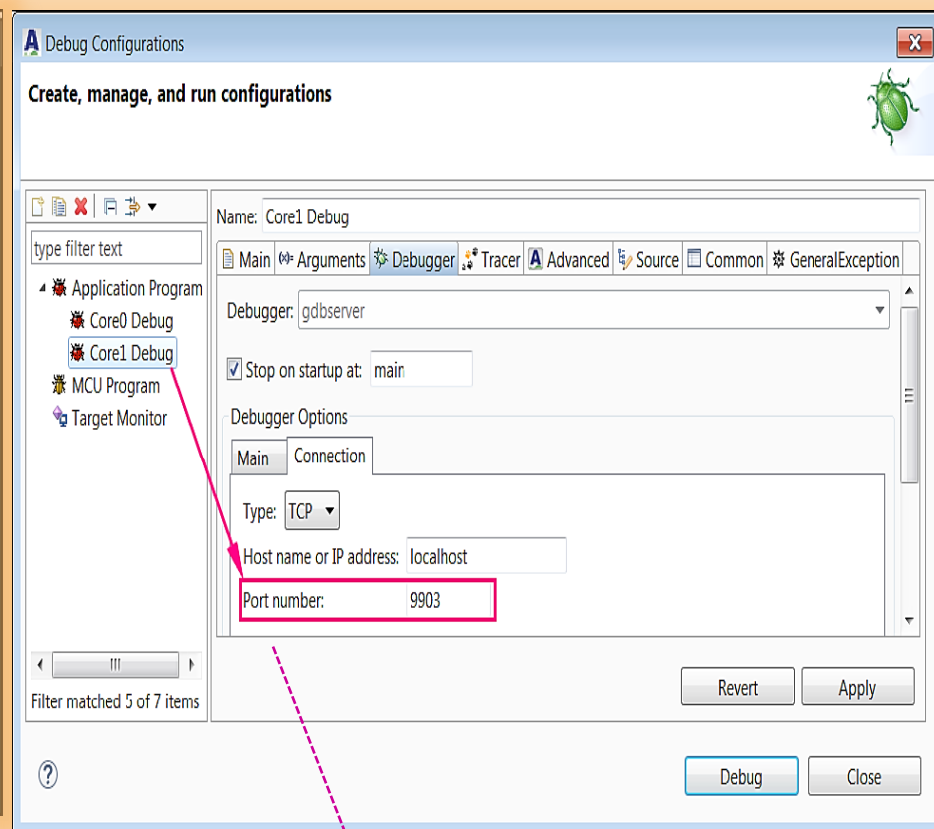 Debug Configurations
Create, manage, and run configurations
Name: Core1 Debug
type filter text
Main Arguments Debugger Tracer Advanced Source Common GeneralException
Application Program
Core0 Debug
Core1 Debug
MCU Program
Target Monitor
Debugger: gdbserver
Stop on startup at: main
Debugger Options
Main Connection
Type: TCP
Host name or IP address: localhost
Port number: 9903
Filter matched 5 of 7 items
Revert Apply
Debug Close